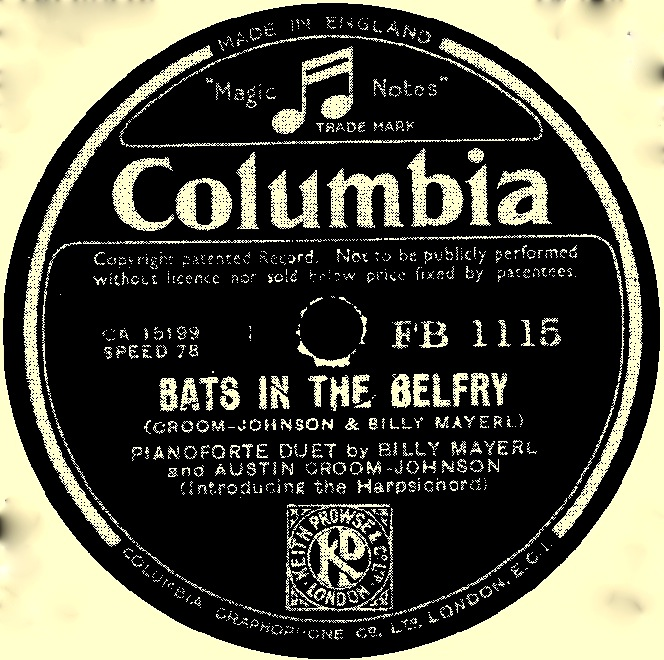 MADE IN ENGLAND
"Magic Notes"
TRADE MARK
Columbia
Copyright patented Record. Not to be publicly performed
without licence nor sold below price fixed by patentees.
CA 15199
SPEED 78
FB 1115
BATS IN THE BELFRY
(GROOM-JOHNSON & BILLY MAYERL)
PIANOFORTE DUET by BILLY MAYERL
and AUSTIN GROOM-JOHNSON
(Introducing the Harpsichord)
KEITH PROWSE & Co LTD
KP
LONDON
COLUMBIA GRAPHOPHONE CO. LTD. LONDON. E.C.1.